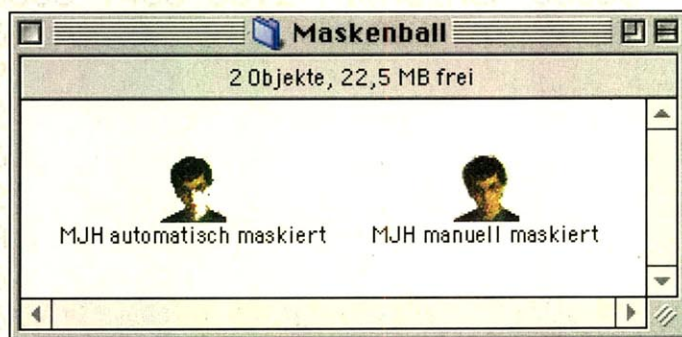 Maskenball
2 Objekte, 22,5 MB frei
MJH automatisch maskiert
MJH manuell maskiert